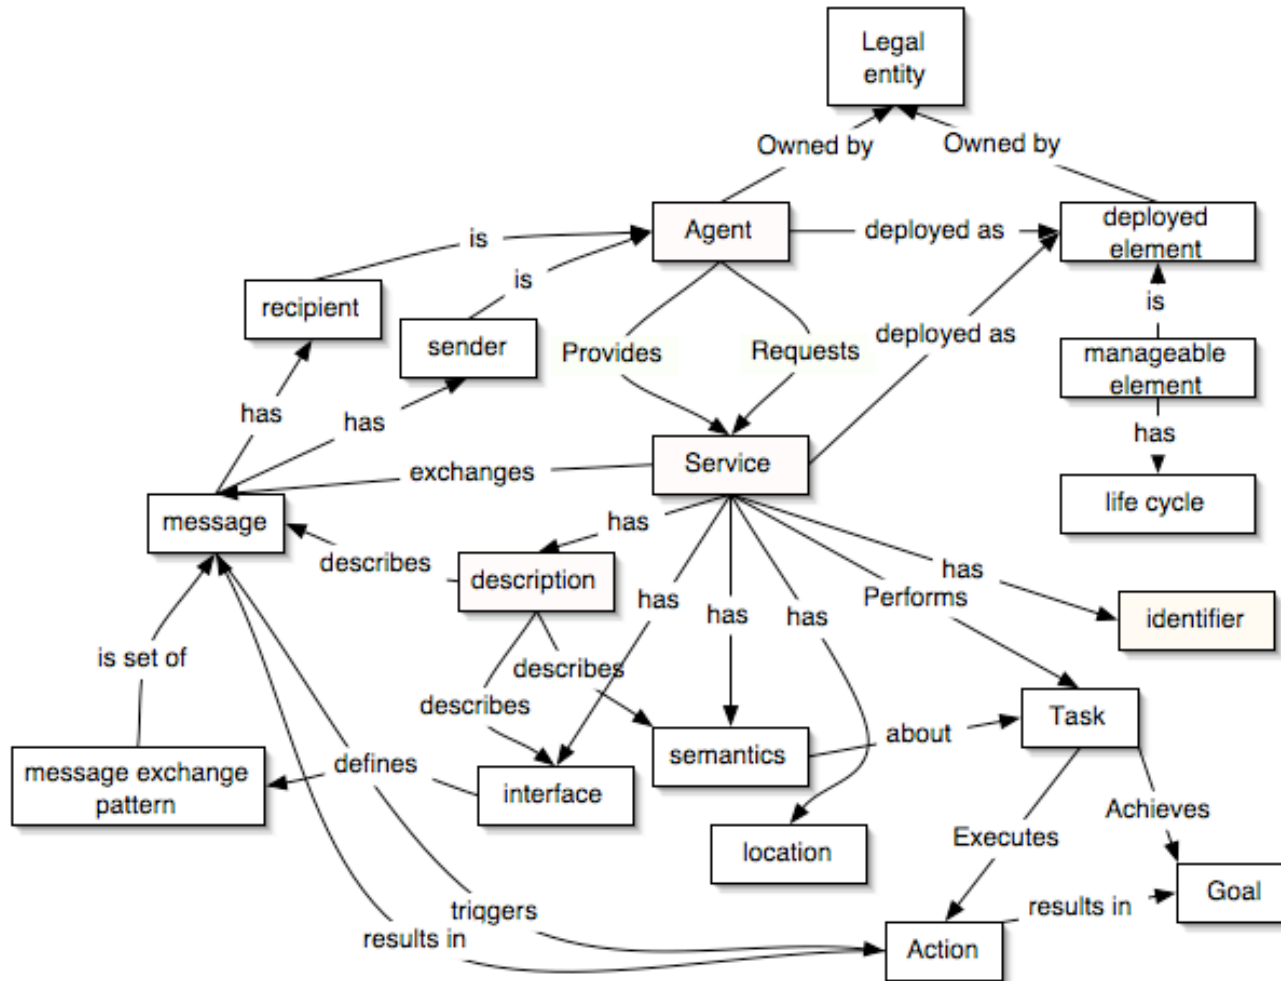 Legal
entity
Owned by
Owned by
Agent
deployed as
deployed
element
is
is
is
recipient
sender
Provides
Requests
deployed as
manageable
element
has
has
has
Service
exchanges
life cycle
message
has
describes
description
has
has
has
has
Performs
identifier
is set of
describes
describes
Task
about
semantics
message exchange
pattern
defines
interface
Achieves
Executes
location
Goal
results in
triggers
results in
Action